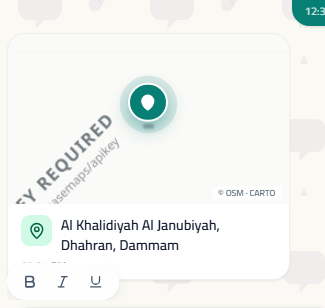 12:3
EY REQUIRED
asemaps/apikey
© OSM · CARTO
Al Khalidiyah Al Janubiyah,
Dhahran, Dammam
B I U